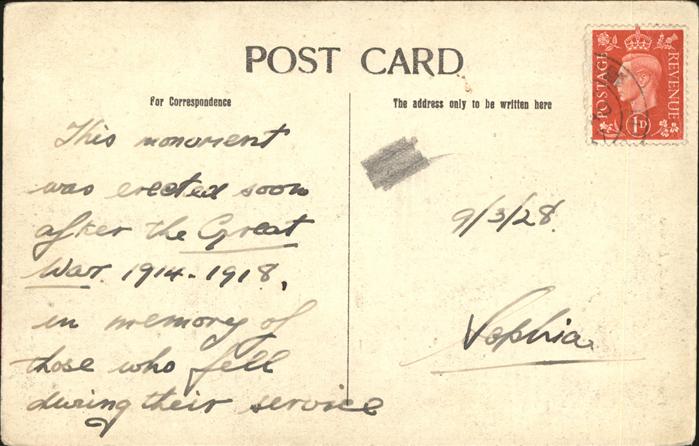 POST CARD
For Correspondence
The address only to be written here
This monument
was erected soon
after the Great
War. 1914-1918,
in memory of
those who fell
during their service
9/3/28.
Sophia
POSTAGE
REVENUE
1D